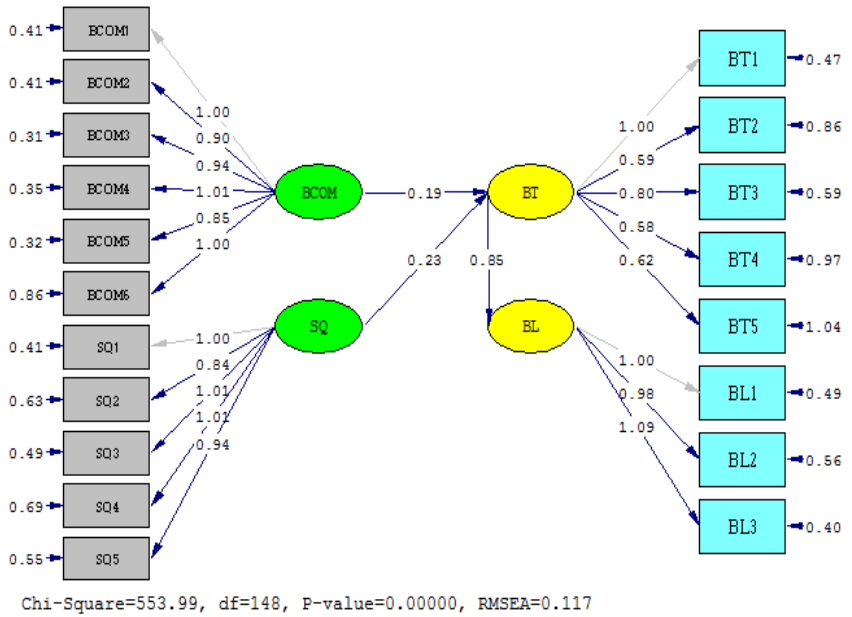 0.41 BCOM1
0.41 BCOM2
0.31 BCOM3
0.35 BCOM4
0.32 BCOM5
0.86 BCOM6
0.41 SQ1
0.63 SQ2
0.49 SQ3
0.69 SQ4
0.55 SQ5
1.00
0.90
0.94
1.01
0.85
1.00
1.00
0.84
1.01
1.01
0.94
BCOM
SQ
0.19
0.23
0.85
BT
BL
1.00
0.59
0.80
0.58
0.62
1.00
0.98
1.09
BT1 0.47
BT2 0.86
BT3 0.59
BT4 0.97
BT5 1.04
BL1 0.49
BL2 0.56
BL3 0.40
Chi-Square=553.99, df=148, P-value=0.00000, RMSEA=0.117